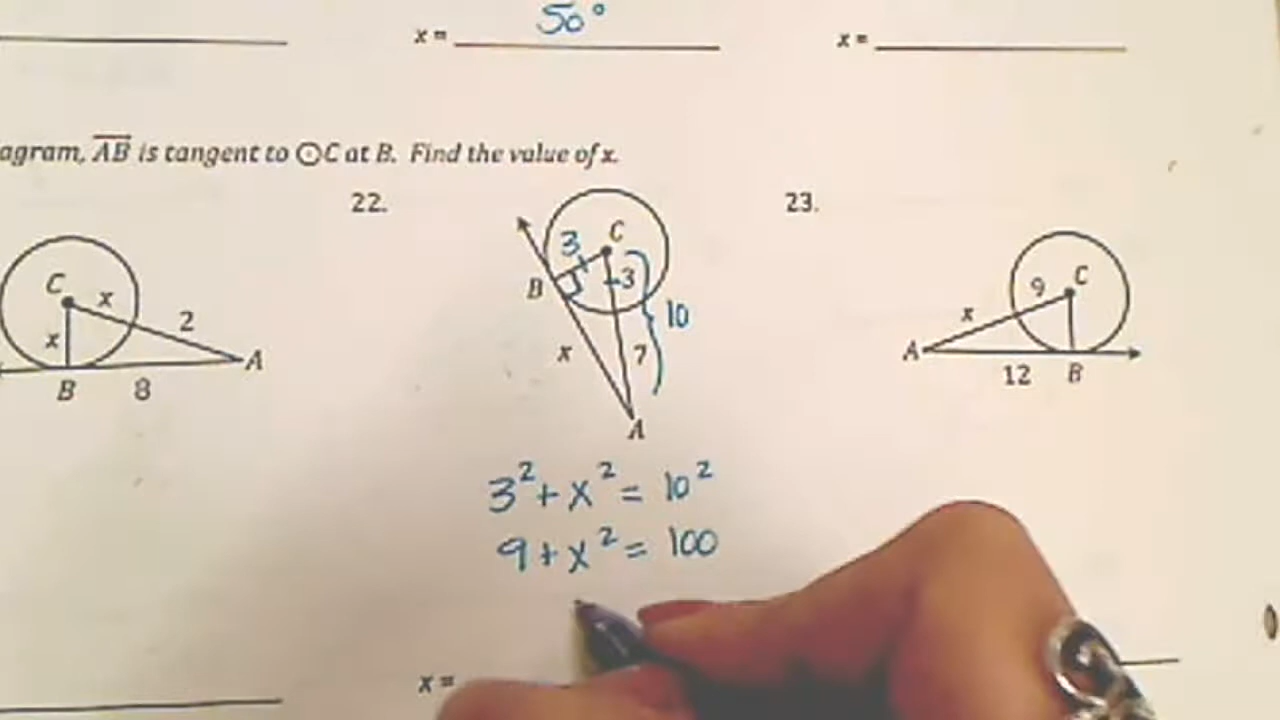 50°
x = x =
agram, AB is tangent to ⊙C at B. Find the value of x.
22. 23.
C x 2 x B 8 A
3 C B 3 10 x 7 A
9 C x A 12 B
3² + x² = 10²
9 + x² = 100
x =